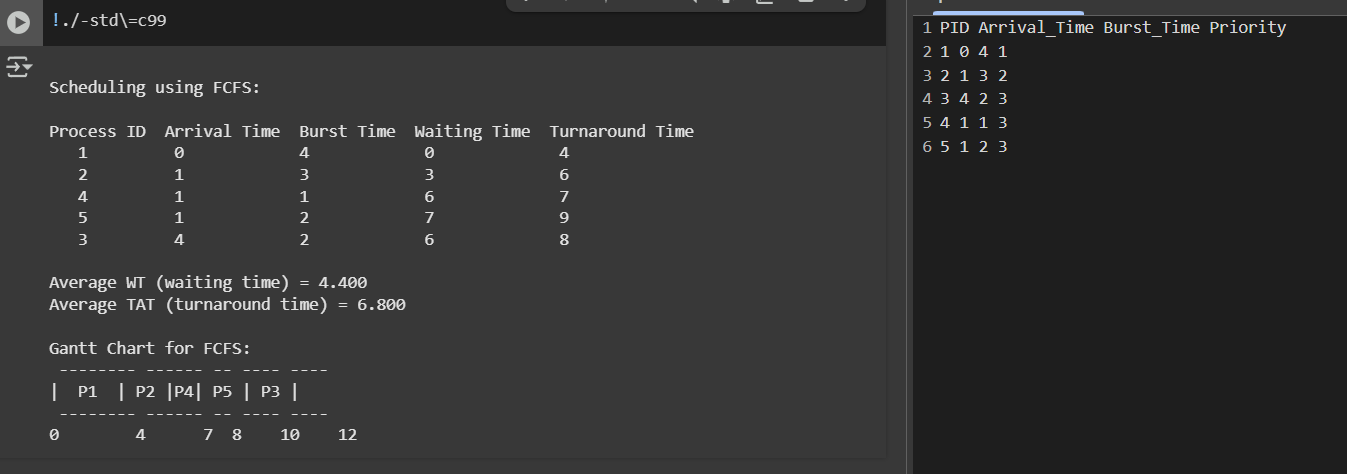 !./-std\=c99
Scheduling using FCFS:
Process ID  Arrival Time  Burst Time  Waiting Time  Turnaround Time
   1         0            4            0             4
   2         1            3            3             6
   4         1            1            6             7
   5         1            2            7             9
   3         4            2            6             8
Average WT (waiting time) = 4.400
Average TAT (turnaround time) = 6.800
Gantt Chart for FCFS:
 -------- ------ -- ---- ----
|  P1  | P2 |P4| P5 | P3 |
 -------- ------ -- ---- ----
0        4      7  8    10    12
1 PID Arrival_Time Burst_Time Priority
2 1 0 4 1
3 2 1 3 2
4 3 4 2 3
5 4 1 1 3
6 5 1 2 3